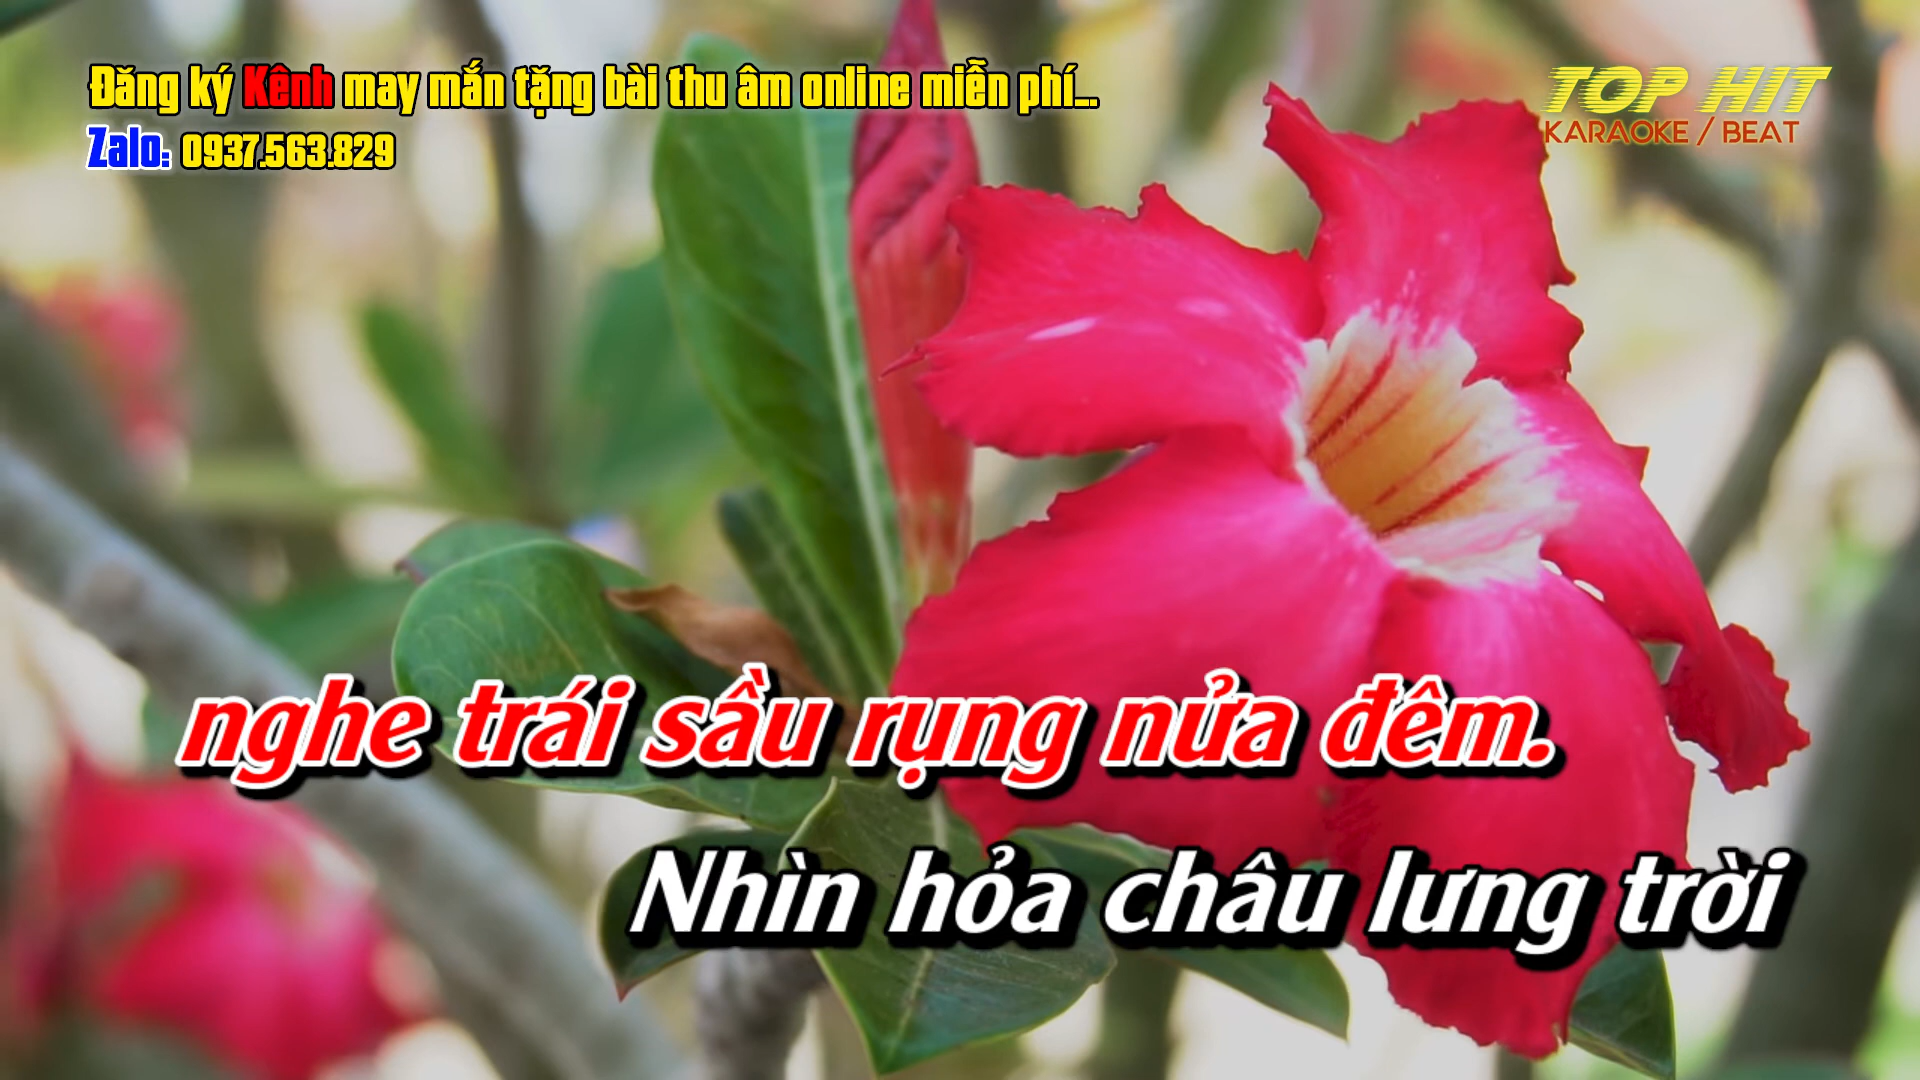 Đăng ký Kênh may mắn tặng bài thu âm online miễn phí...
Zalo: 0937.563.829
TOP HIT
KARAOKE / BEAT
nghe trái sầu rụng nửa đêm.
Nhìn hỏa châu lưng trời